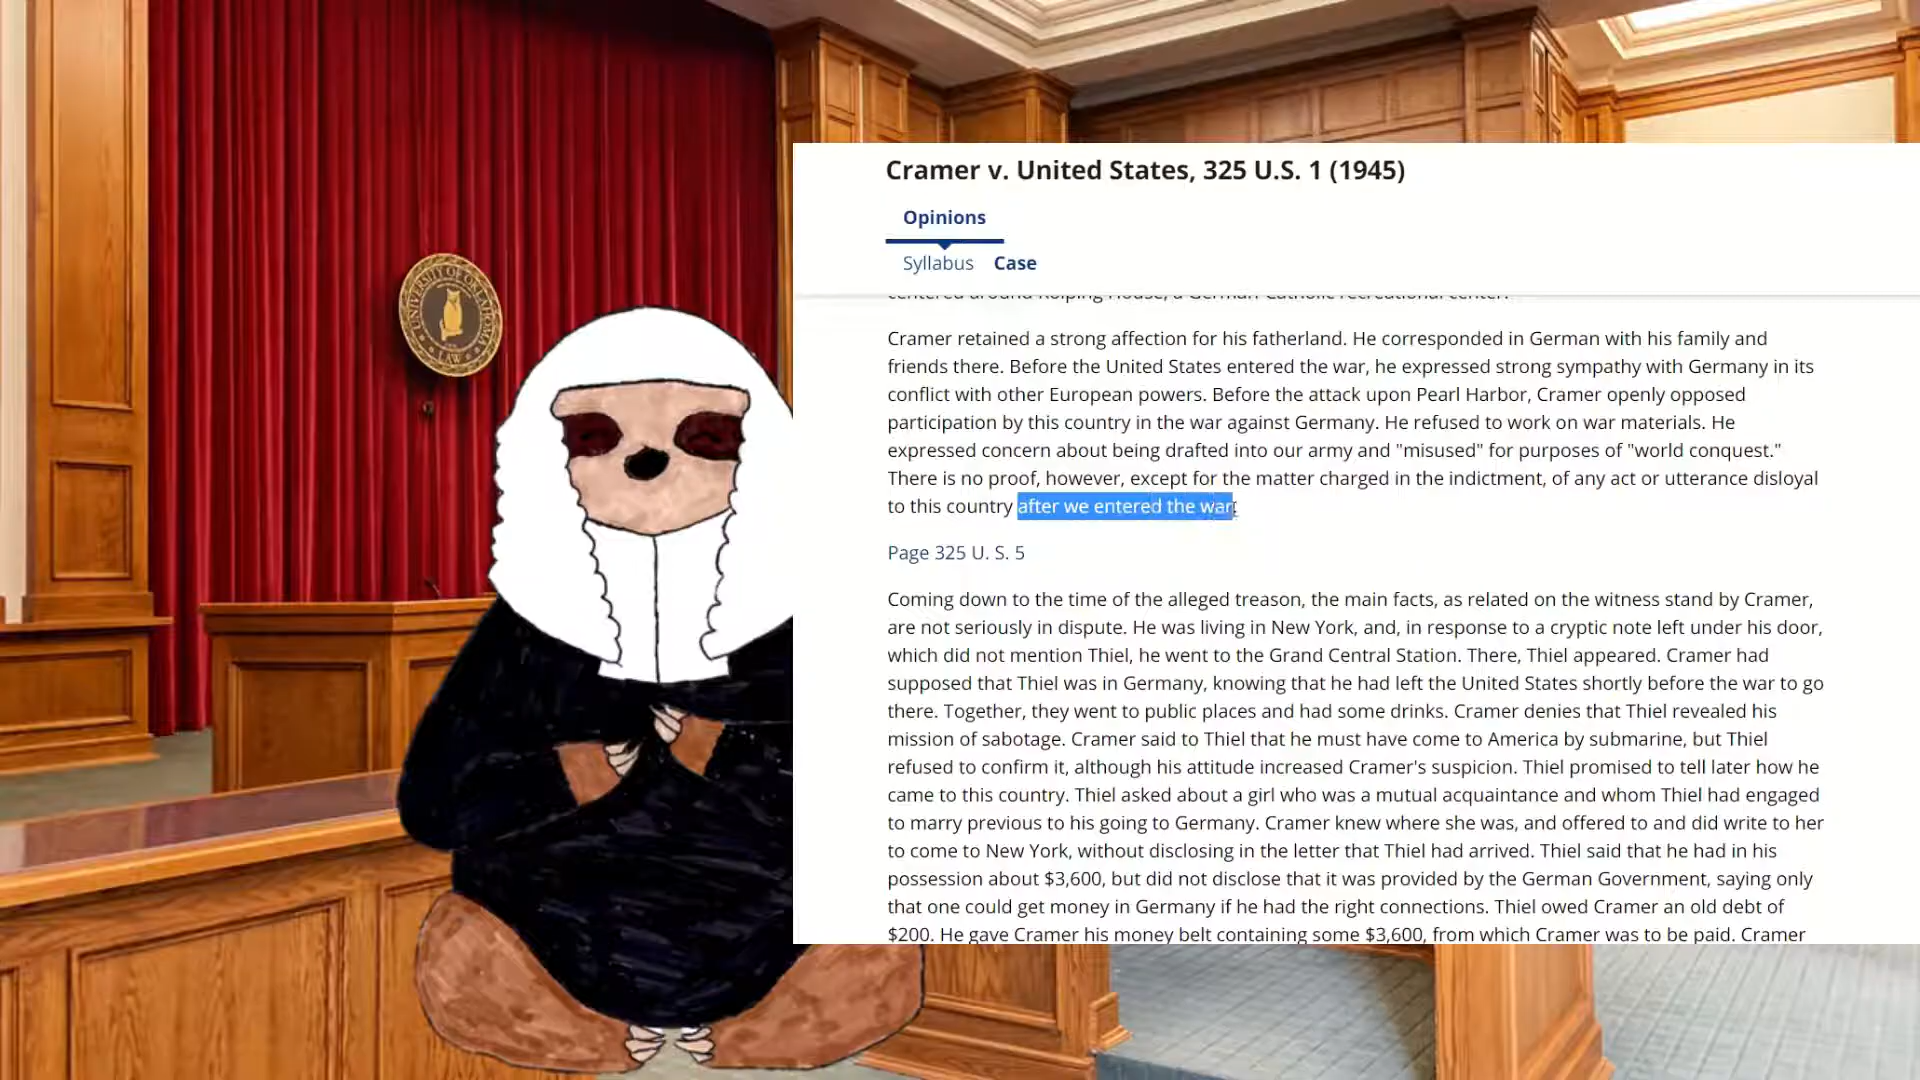 UNIVERSITY OF OKLAHOMA
LAW
Cramer v. United States, 325 U.S. 1 (1945)
Opinions
Syllabus Case
centered around Kolping House, a German-Catholic recreational center.
Cramer retained a strong affection for his fatherland. He corresponded in German with his family and
friends there. Before the United States entered the war, he expressed strong sympathy with Germany in its
conflict with other European powers. Before the attack upon Pearl Harbor, Cramer openly opposed
participation by this country in the war against Germany. He refused to work on war materials. He
expressed concern about being drafted into our army and "misused" for purposes of "world conquest."
There is no proof, however, except for the matter charged in the indictment, of any act or utterance disloyal
to this country after we entered the war.
Page 325 U. S. 5
Coming down to the time of the alleged treason, the main facts, as related on the witness stand by Cramer,
are not seriously in dispute. He was living in New York, and, in response to a cryptic note left under his door,
which did not mention Thiel, he went to the Grand Central Station. There, Thiel appeared. Cramer had
supposed that Thiel was in Germany, knowing that he had left the United States shortly before the war to go
there. Together, they went to public places and had some drinks. Cramer denies that Thiel revealed his
mission of sabotage. Cramer said to Thiel that he must have come to America by submarine, but Thiel
refused to confirm it, although his attitude increased Cramer's suspicion. Thiel promised to tell later how he
came to this country. Thiel asked about a girl who was a mutual acquaintance and whom Thiel had engaged
to marry previous to his going to Germany. Cramer knew where she was, and offered to and did write to her
to come to New York, without disclosing in the letter that Thiel had arrived. Thiel said that he had in his
possession about $3,600, but did not disclose that it was provided by the German Government, saying only
that one could get money in Germany if he had the right connections. Thiel owed Cramer an old debt of
$200. He gave Cramer his money belt containing some $3,600, from which Cramer was to be paid. Cramer